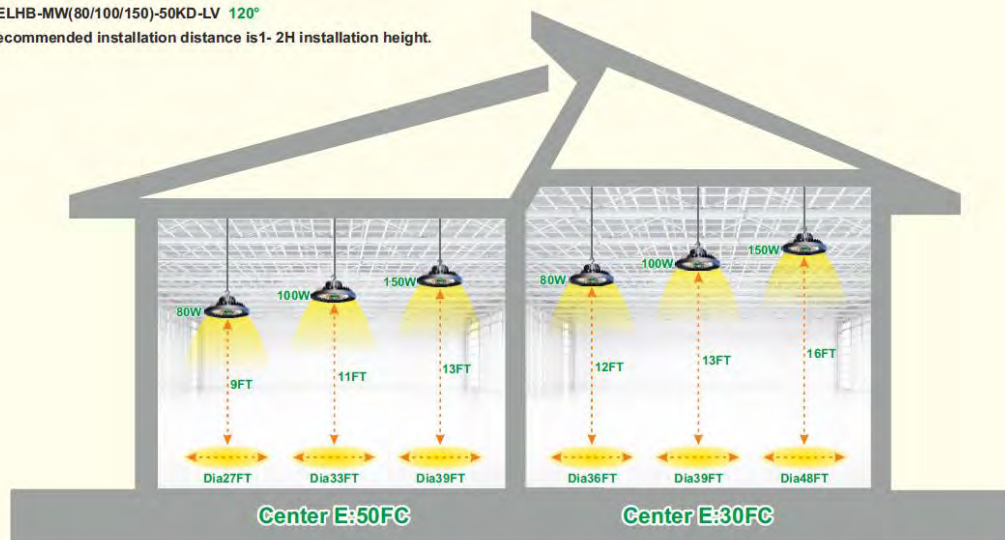 ELHB-MW(80/100/150)-50KD-LV 120°
ecommended installation distance is1- 2H installation height.
80W
100W
150W
80W
100W
150W
9FT
11FT
13FT
12FT
13FT
16FT
Dia27FT
Dia33FT
Dia39FT
Dia36FT
Dia39FT
Dia48FT
Center E:50FC
Center E:30FC